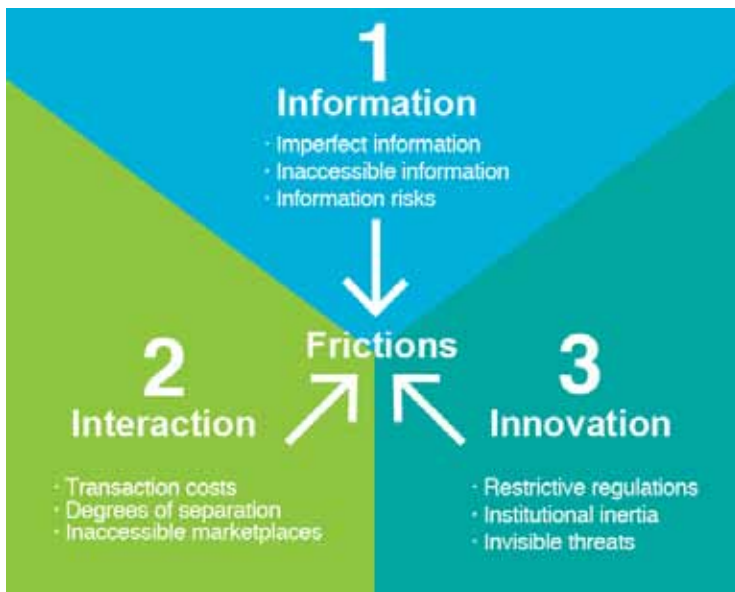 1
Information
· Imperfect information
· Inaccessible information
· Information risks
Frictions
2
Interaction
· Transaction costs
· Degrees of separation
· Inaccessible marketplaces
3
Innovation
· Restrictive regulations
· Institutional inertia
· Invisible threats